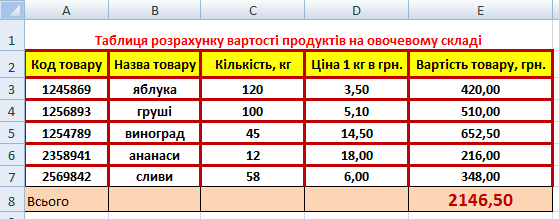 A B C D E
1 Таблиця розрахунку вартості продуктів на овочевому складі
2 Код товару Назва товару Кількість, кг Ціна 1 кг в грн. Вартість товару, грн.
3 1245869 яблука 120 3,50 420,00
4 1256893 груші 100 5,10 510,00
5 1254789 виноград 45 14,50 652,50
6 2358941 ананаси 12 18,00 216,00
7 2569842 сливи 58 6,00 348,00
8 Всього 2146,50